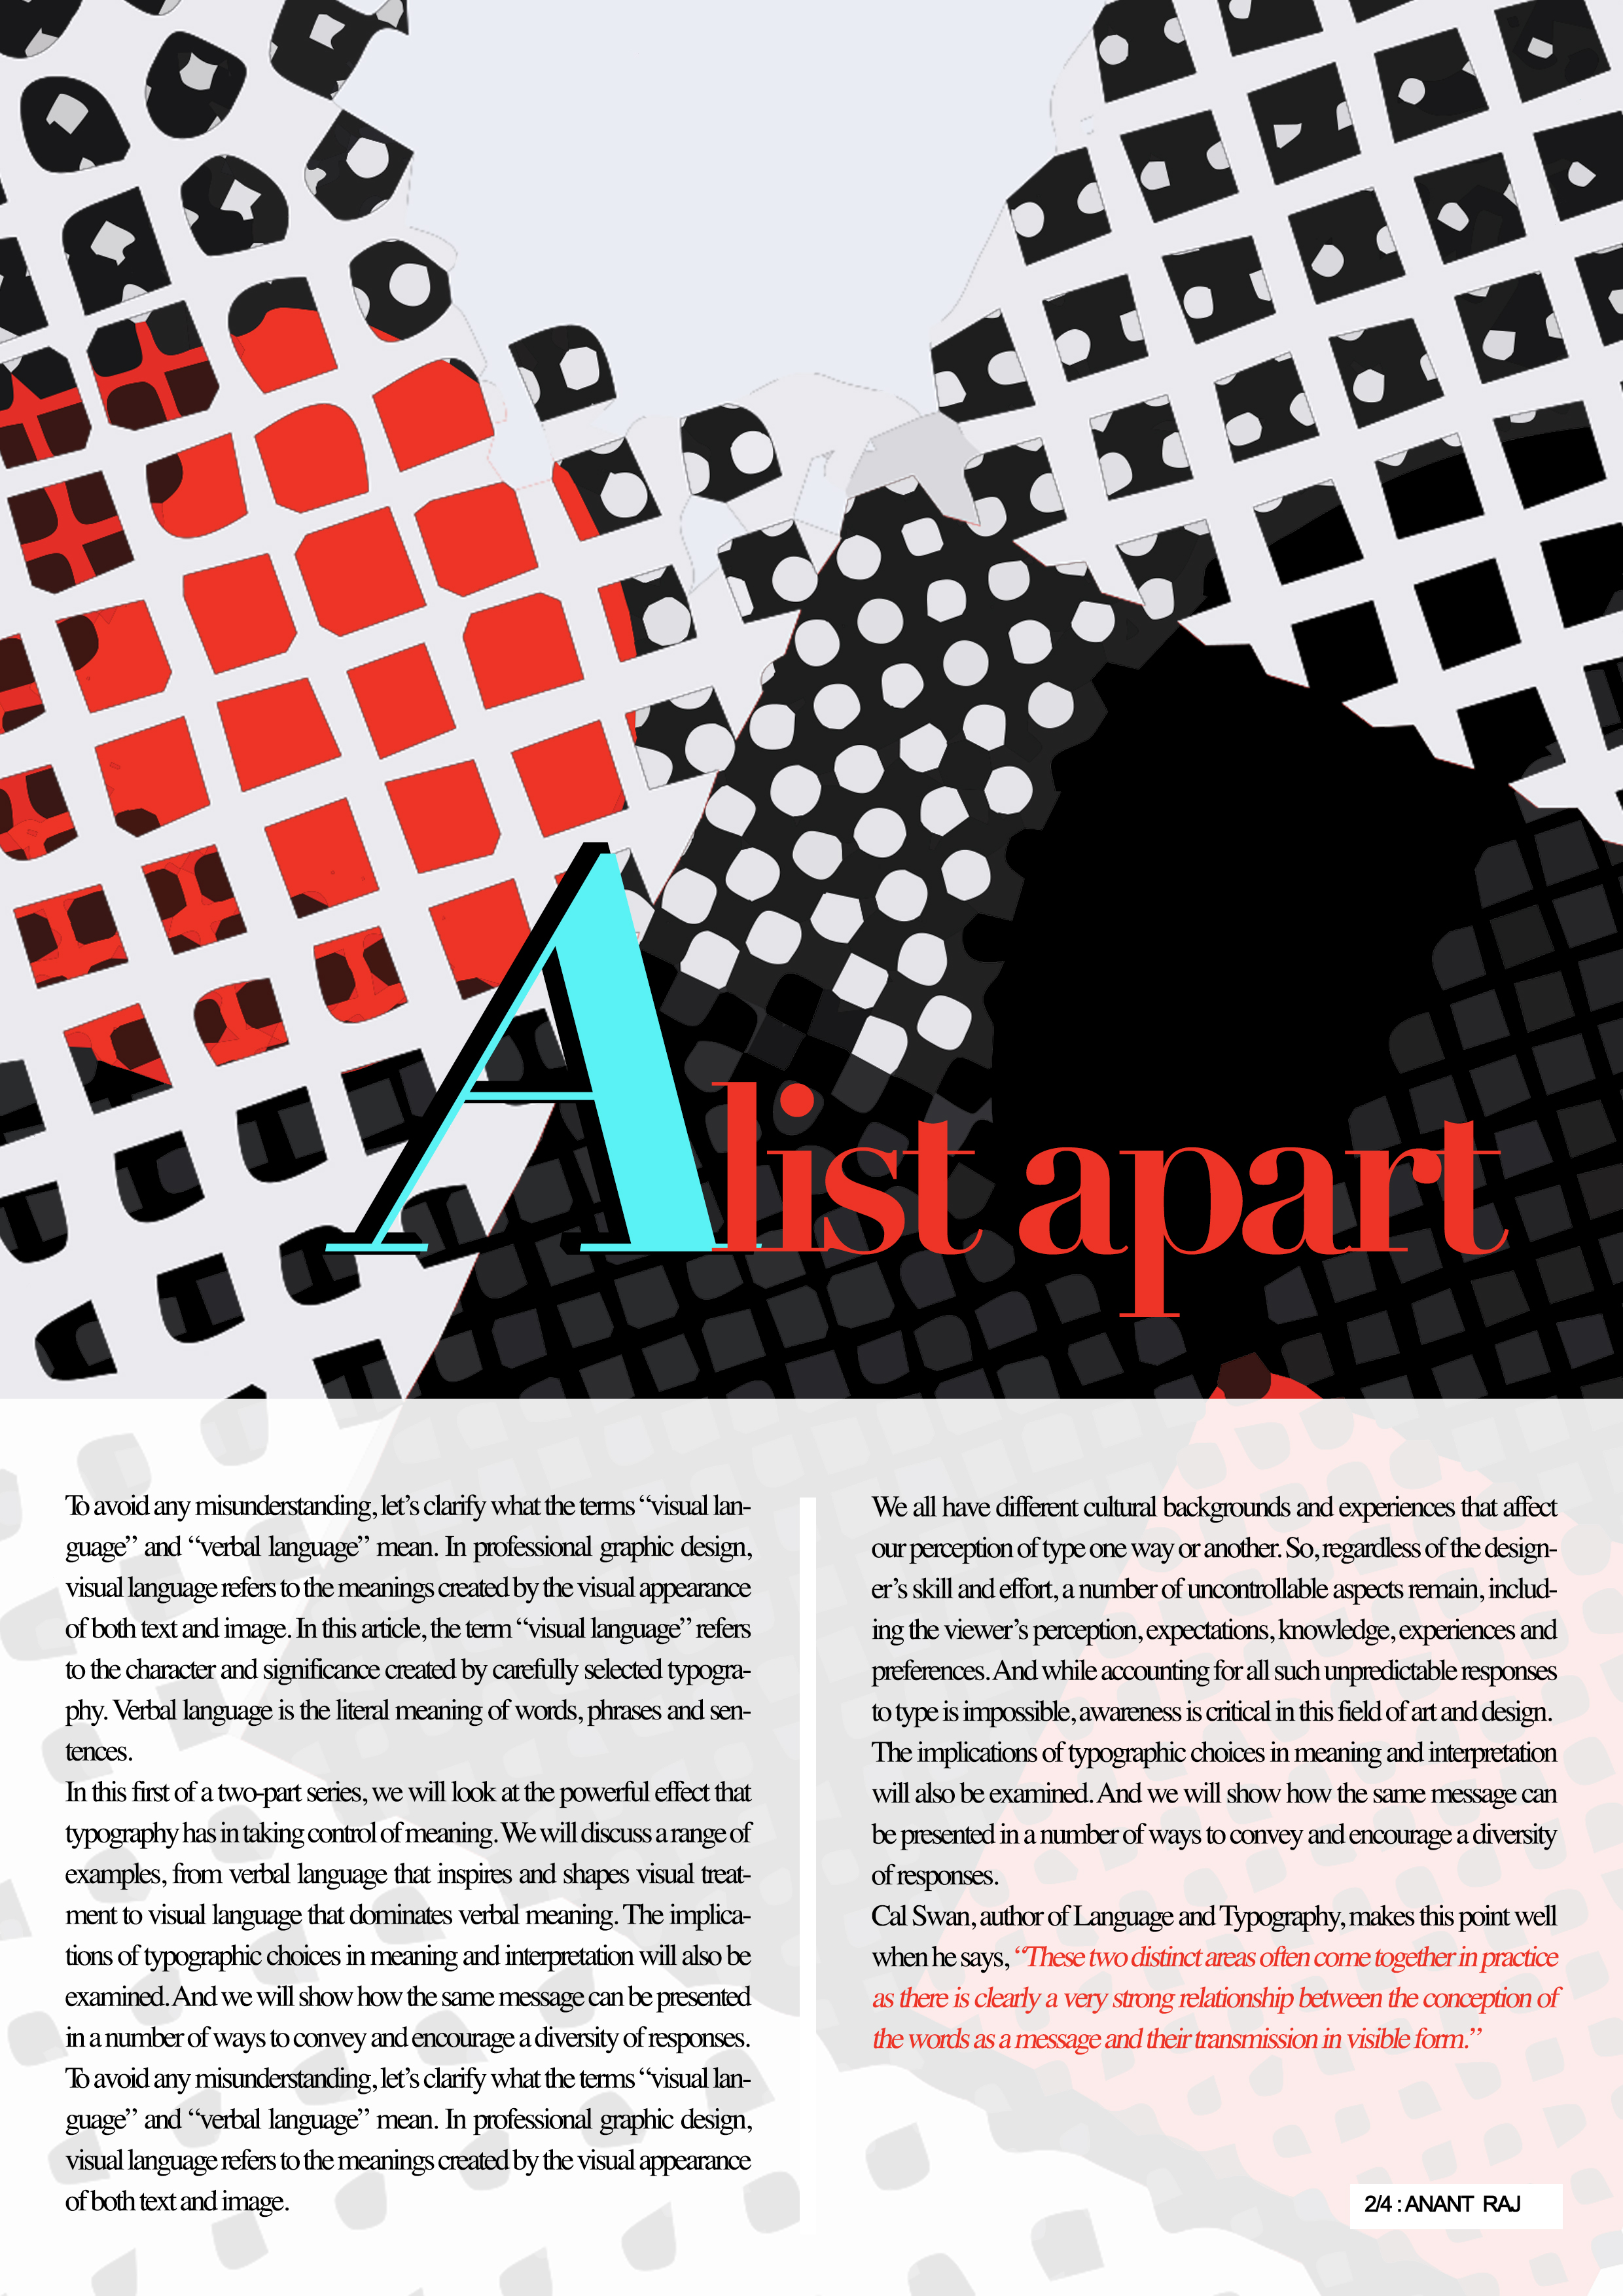 A list apart
To avoid any misunderstanding, let’s clarify what the terms “visual lan-
guage” and “verbal language” mean. In professional graphic design,
visual language refers to the meanings created by the visual appearance
of both text and image. In this article, the term “visual language” refers
to the character and significance created by carefully selected typogra-
phy. Verbal language is the literal meaning of words, phrases and sen-
tences.
In this first of a two-part series, we will look at the powerful effect that
typography has in taking control of meaning. We will discuss a range of
examples, from verbal language that inspires and shapes visual treat-
ment to visual language that dominates verbal meaning. The implica-
tions of typographic choices in meaning and interpretation will also be
examined. And we will show how the same message can be presented
in a number of ways to convey and encourage a diversity of responses.
To avoid any misunderstanding, let’s clarify what the terms “visual lan-
guage” and “verbal language” mean. In professional graphic design,
visual language refers to the meanings created by the visual appearance
of both text and image.
We all have different cultural backgrounds and experiences that affect
our perception of type one way or another. So, regardless of the design-
er’s skill and effort, a number of uncontrollable aspects remain, includ-
ing the viewer’s perception, expectations, knowledge, experiences and
preferences. And while accounting for all such unpredictable responses
to type is impossible, awareness is critical in this field of art and design.
The implications of typographic choices in meaning and interpretation
will also be examined. And we will show how the same message can
be presented in a number of ways to convey and encourage a diversity
of responses.
Cal Swan, author of Language and Typography, makes this point well
when he says, “These two distinct areas often come together in practice
as there is clearly a very strong relationship between the conception of
the words as a message and their transmission in visible form.”
2/4 : ANANT RAJ